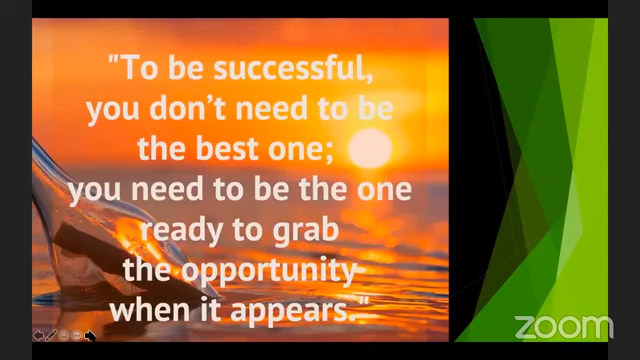 "To be successful,
you don't need to be
the best one;
you need to be the one
ready to grab
the opportunity
when it appears."
zoom